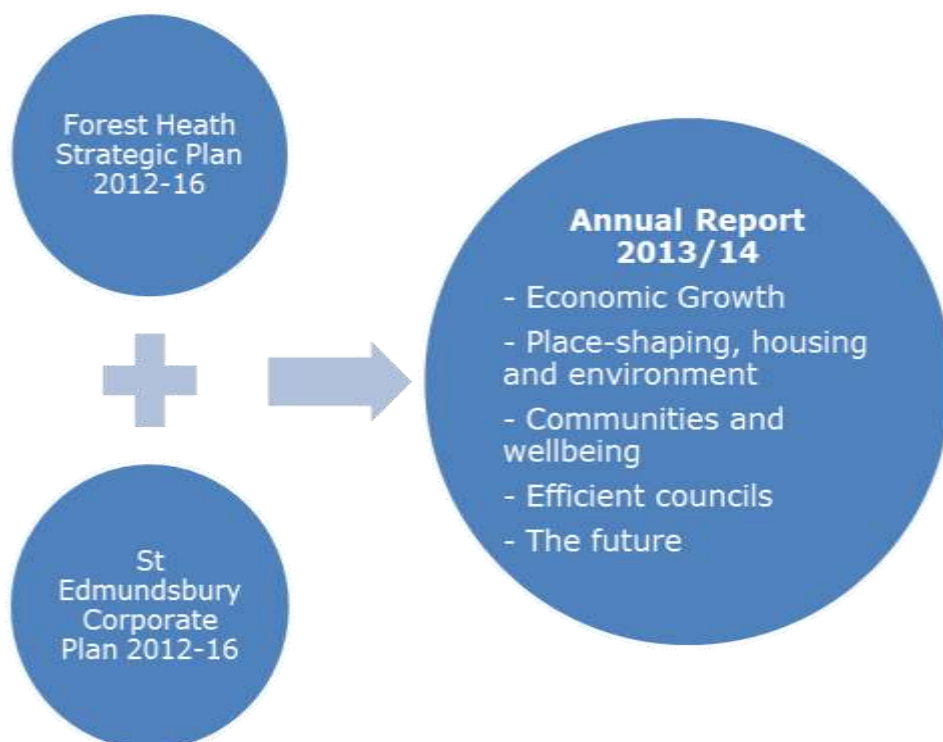 Forest Heath
Strategic Plan
2012-16
St
Edmundsbury
Corporate
Plan 2012-16
Annual Report
2013/14
- Economic Growth
- Place-shaping, housing
and environment
- Communities and
wellbeing
- Efficient councils
- The future